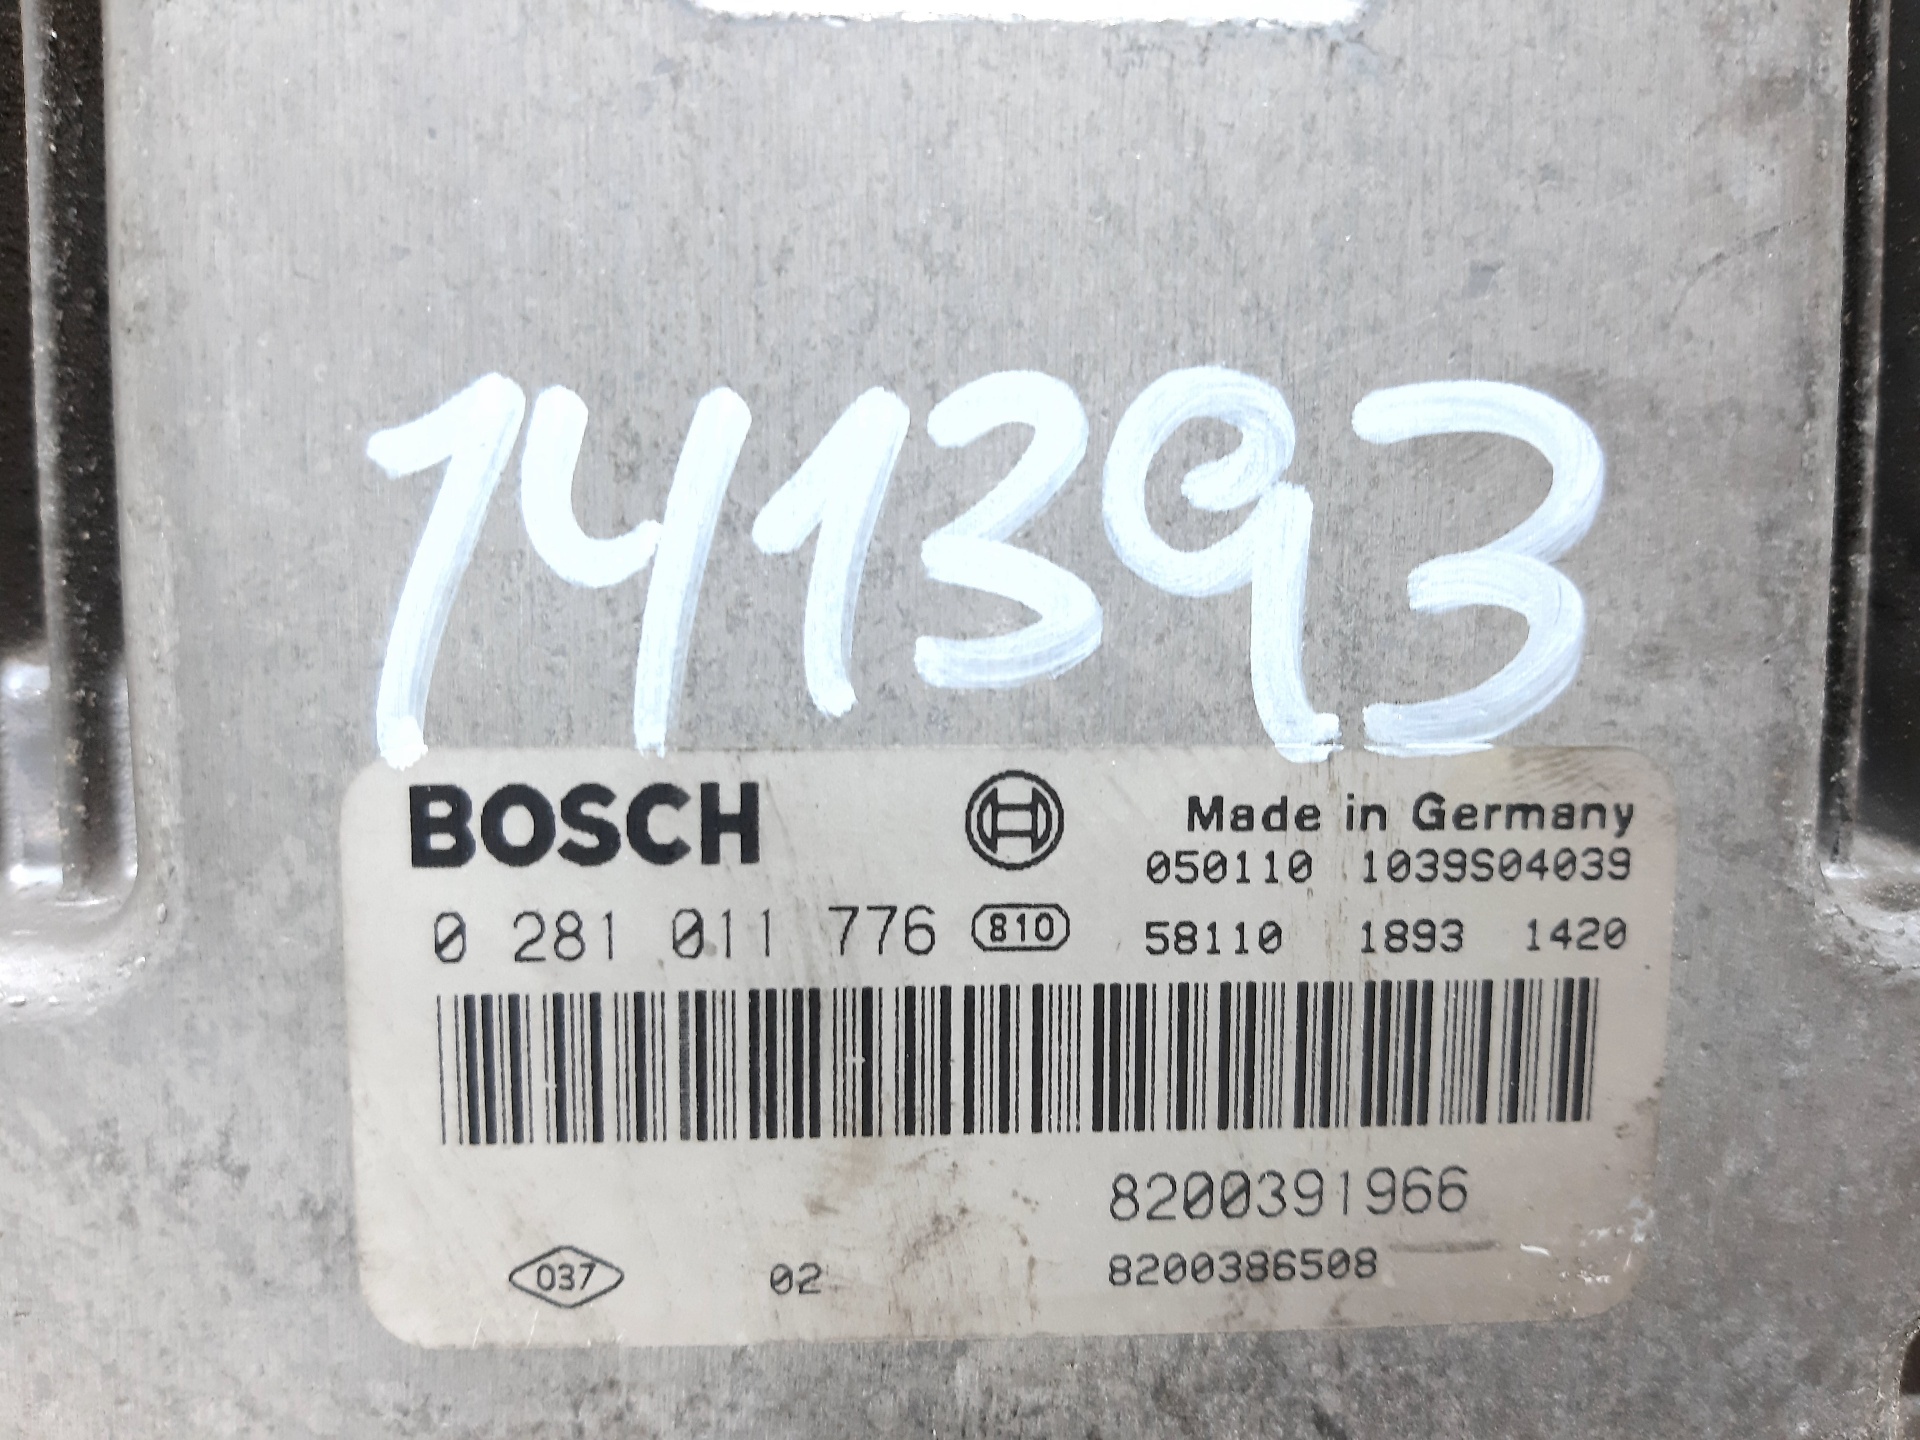 141393
BOSCH
Made in Germany
050110 1039S04039
0 281 011 776 810 58110 1893 1420
8200391966
037 02 8200386508